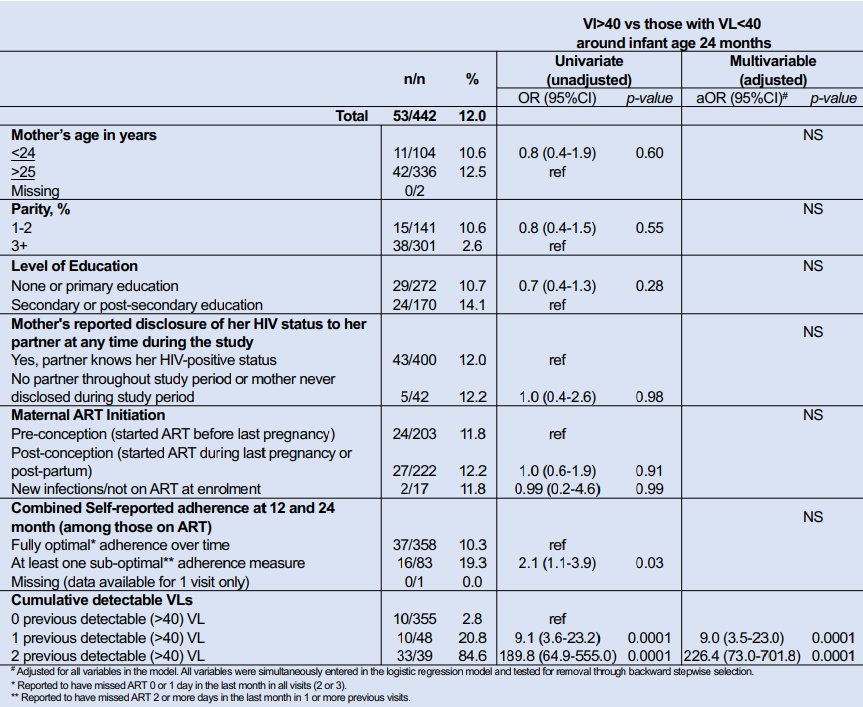 VI>40 vs those with VL<40
around infant age 24 months
Univariate Multivariable
n/n % (unadjusted) (adjusted)
OR (95%CI) p-value aOR (95%CI)# p-value
Total 53/442 12.0
Mother's age in years NS
<24 11/104 10.6 0.8 (0.4-1.9) 0.60
>25 42/336 12.5 ref
Missing 0/2
Parity, % NS
1-2 15/141 10.6 0.8 (0.4-1.5) 0.55
3+ 38/301 2.6 ref
Level of Education NS
None or primary education 29/272 10.7 0.7 (0.4-1.3) 0.28
Secondary or post-secondary education 24/170 14.1 ref
Mother's reported disclosure of her HIV status to her
partner at any time during the study NS
Yes, partner knows her HIV-positive status 43/400 12.0 ref
No partner throughout study period or mother never
disclosed during study period 5/42 12.2 1.0 (0.4-2.6) 0.98
Maternal ART Initiation NS
Pre-conception (started ART before last pregnancy) 24/203 11.8 ref
Post-conception (started ART during last pregnancy or
post-partum) 27/222 12.2 1.0 (0.6-1.9) 0.91
New infections/not on ART at enrolment 2/17 11.8 0.99 (0.2-4.6) 0.99
Combined Self-reported adherence at 12 and 24
month (among those on ART) NS
Fully optimal* adherence over time 37/358 10.3 ref
At least one sub-optimal** adherence measure 16/83 19.3 2.1 (1.1-3.9) 0.03
Missing (data available for 1 visit only) 0/1 0.0
Cumulative detectable VLs
0 previous detectable (>40) VL 10/355 2.8 ref
1 previous detectable (>40) VL 10/48 20.8 9.1 (3.6-23.2) 0.0001 9.0 (3.5-23.0) 0.0001
2 previous detectable (>40) VL 33/39 84.6 189.8 (64.9-555.0) 0.0001 226.4 (73.0-701.8) 0.0001
# Adjusted for all variables in the model. All variables were simultaneously entered in the logistic regression model and tested for removal through backward stepwise selection.
* Reported to have missed ART 0 or 1 day in the last month in all visits (2 or 3).
** Reported to have missed ART 2 or more days in the last month in 1 or more previous visits.